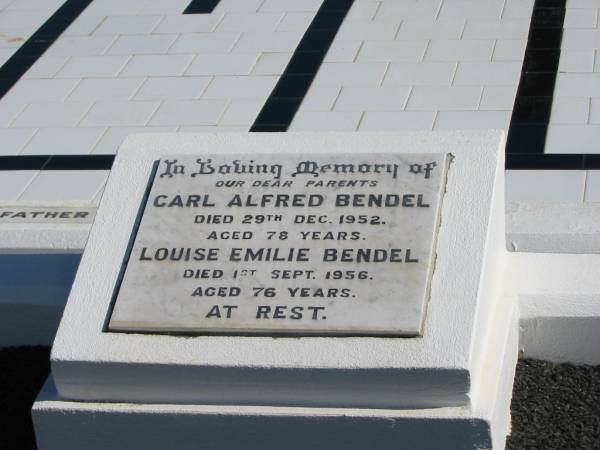 In Loving Memory of
OUR DEAR PARENTS
CARL ALFRED BENDEL
DIED 29TH DEC. 1952.
AGED 78 YEARS.
LOUISE EMILIE BENDEL
DIED 1ST SEPT. 1956.
AGED 76 YEARS.
AT REST.
FATHER